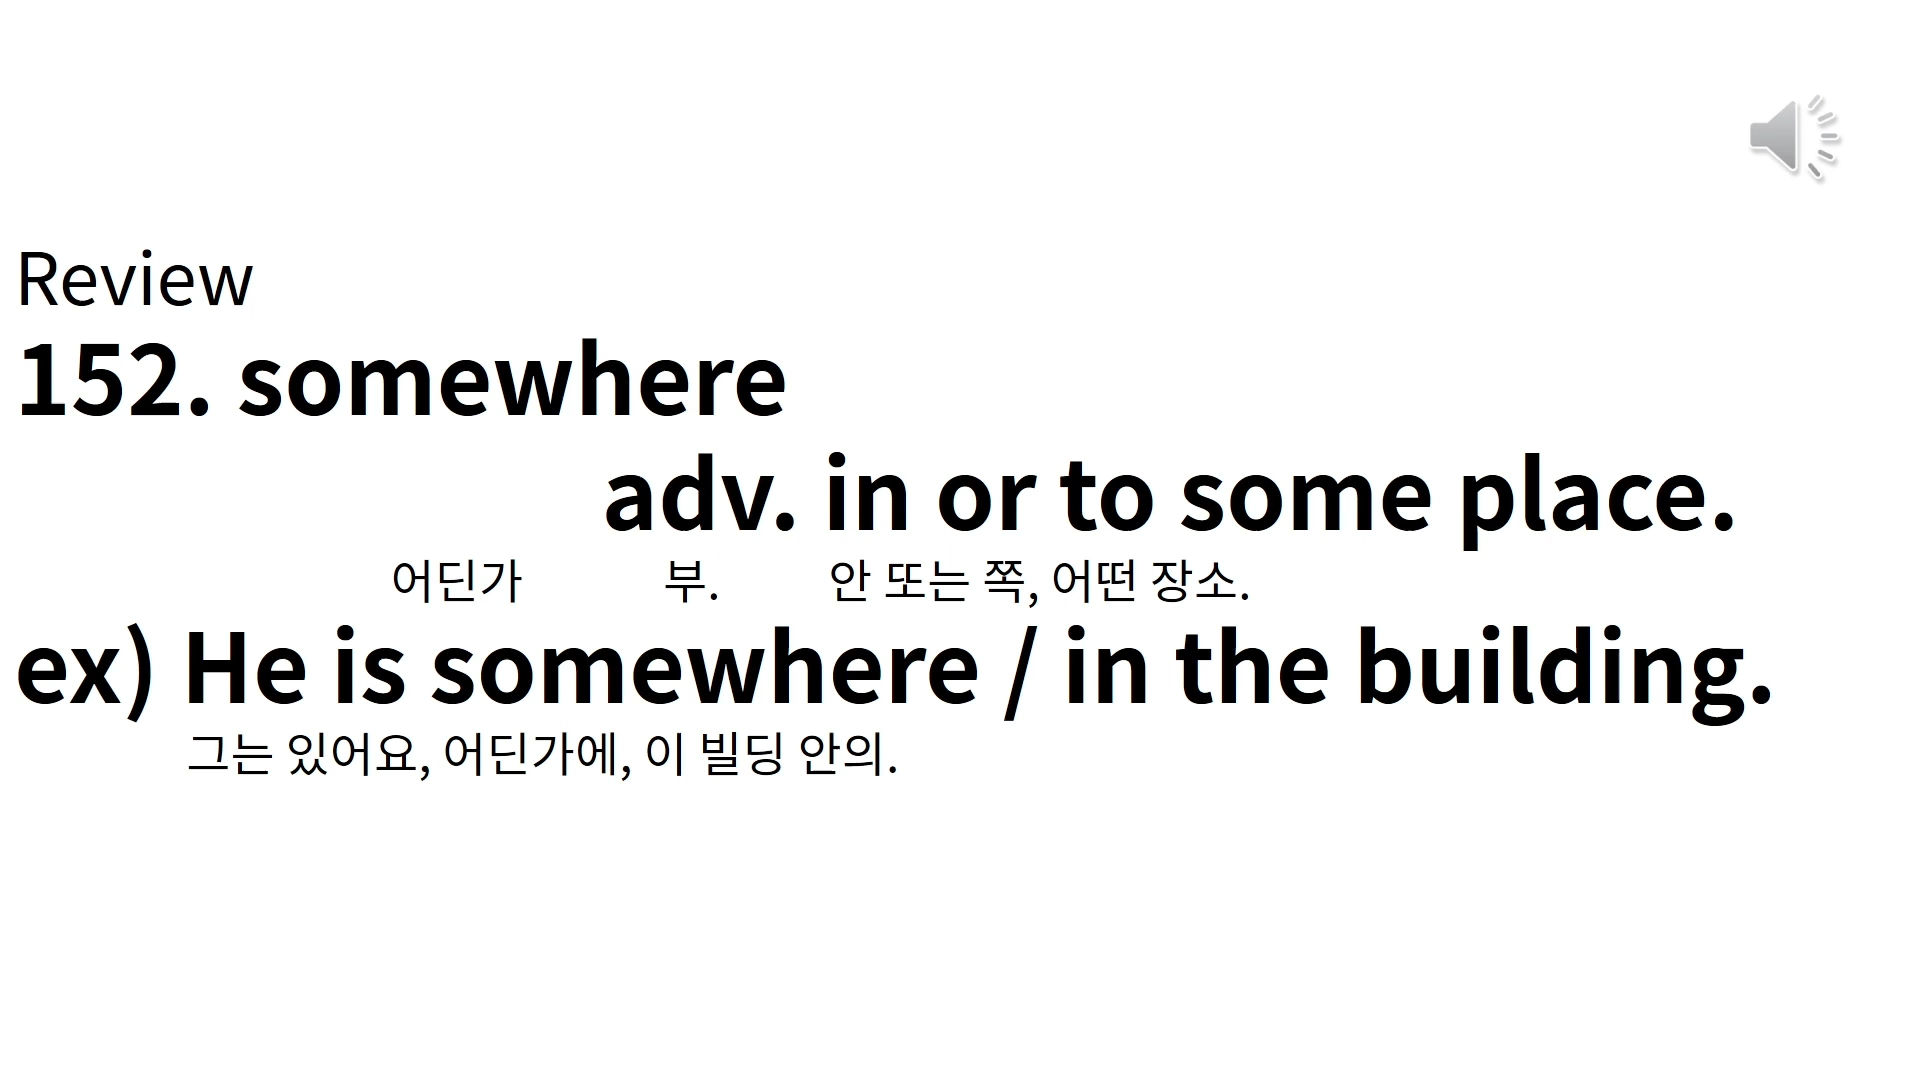 Review
152. somewhere
adv. in or to some place.
어딘가 부. 안 또는 쪽, 어떤 장소.
ex) He is somewhere / in the building.
그는 있어요, 어딘가에, 이 빌딩 안의.